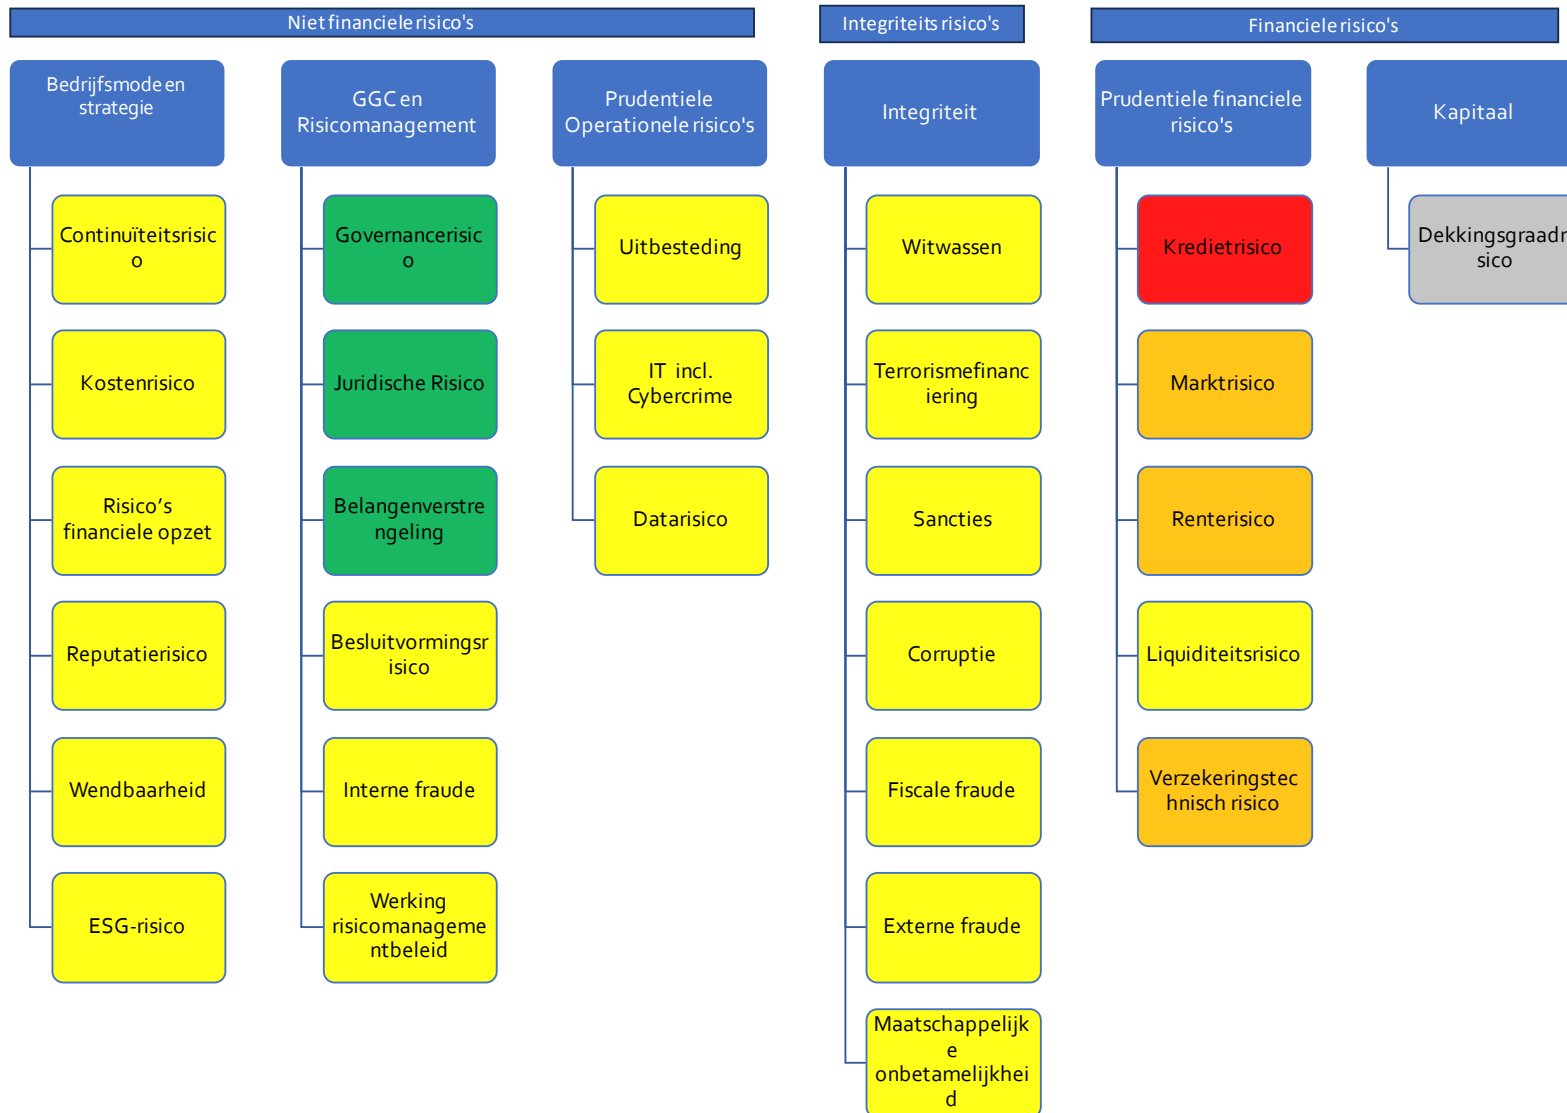 Niet financiele risico's
Integriteits risico's
Financiele risico's
Bedrijfsmode en
strategie
GGC en
Risicomanagement
Prudentiele
Operationele risico's
Integriteit
Prudentiele financiele
risico's
Kapitaal
Continuïteitsrisic
o
Kostenrisico
Risico’s
financiele opzet
Reputatierisico
Wendbaarheid
ESG-risico
Governancerisic
o
Juridische Risico
Belangenverstre
ngeling
Besluitvormingsr
isico
Interne fraude
Werking
risicomanageme
ntbeleid
Uitbesteding
IT incl.
Cybercrime
Datarisico
Witwassen
Terrorismefinanc
iering
Sancties
Corruptie
Fiscale fraude
Externe fraude
Maatschappelijk
e
onbetamelijkhei
d
Kredietrisico
Marktrisico
Renterisico
Liquiditeitsrisico
Verzekeringstec
hnisch risico
Dekkingsgraadr
sico